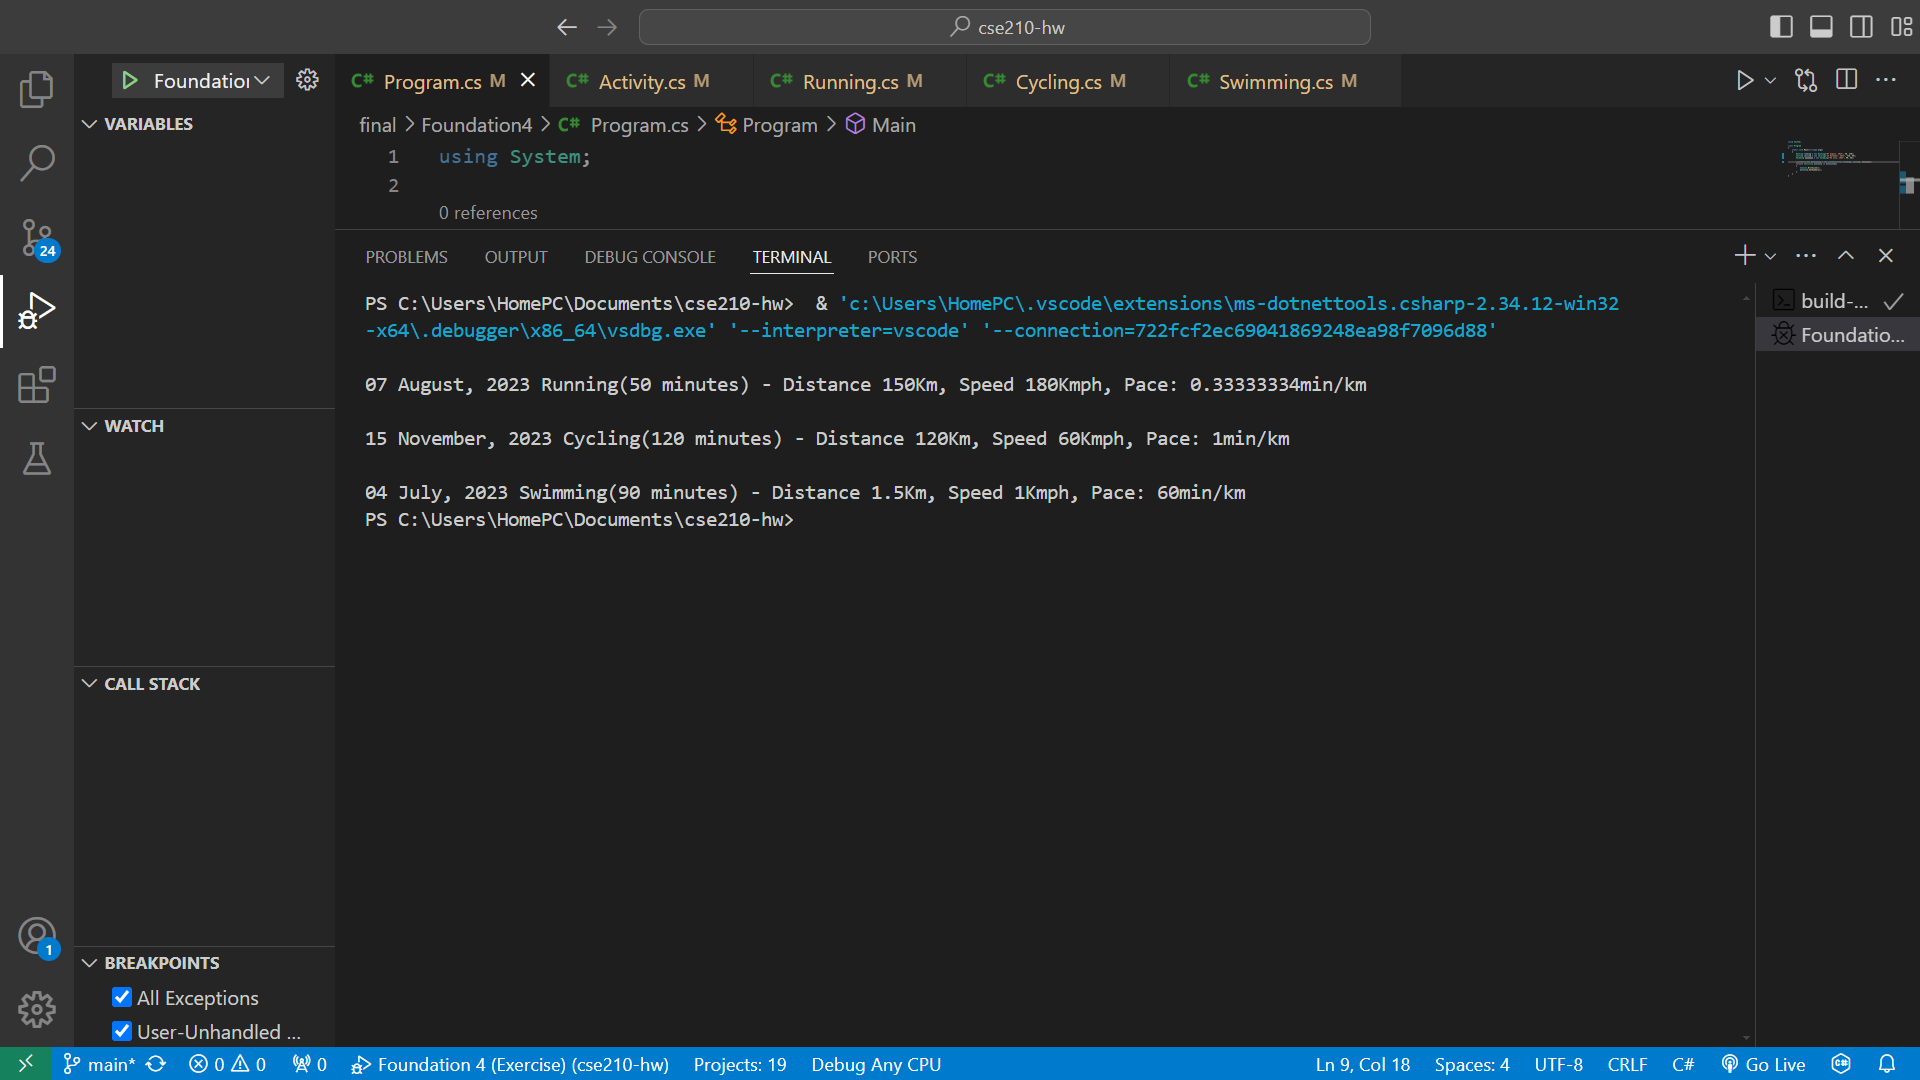 cse210-hw
Foundation
Program.cs M
Activity.cs M
Running.cs M
Cycling.cs M
Swimming.cs M
VARIABLES
final > Foundation4 > C# Program.cs > Program > Main
1 using System;
2
0 references
24
PROBLEMS OUTPUT DEBUG CONSOLE TERMINAL PORTS
PS C:\Users\HomePC\Documents\cse210-hw>  & 'c:\Users\HomePC\.vscode\extensions\ms-dotnettools.csharp-2.34.12-win32
-x64\.debugger\x86_64\vsdbg.exe' '--interpreter=vscode' '--connection=722fcf2ec69041869248ea98f7096d88'
build-...
Foundatio...
07 August, 2023 Running(50 minutes) - Distance 150Km, Speed 180Kmph, Pace: 0.33333334min/km
15 November, 2023 Cycling(120 minutes) - Distance 120Km, Speed 60Kmph, Pace: 1min/km
04 July, 2023 Swimming(90 minutes) - Distance 1.5Km, Speed 1Kmph, Pace: 60min/km
PS C:\Users\HomePC\Documents\cse210-hw>
WATCH
CALL STACK
1
BREAKPOINTS
All Exceptions
User-Unhandled ...
main* 0 0 0 Foundation 4 (Exercise) (cse210-hw) Projects: 19 Debug Any CPU Ln 9, Col 18 Spaces: 4 UTF-8 CRLF C# Go Live